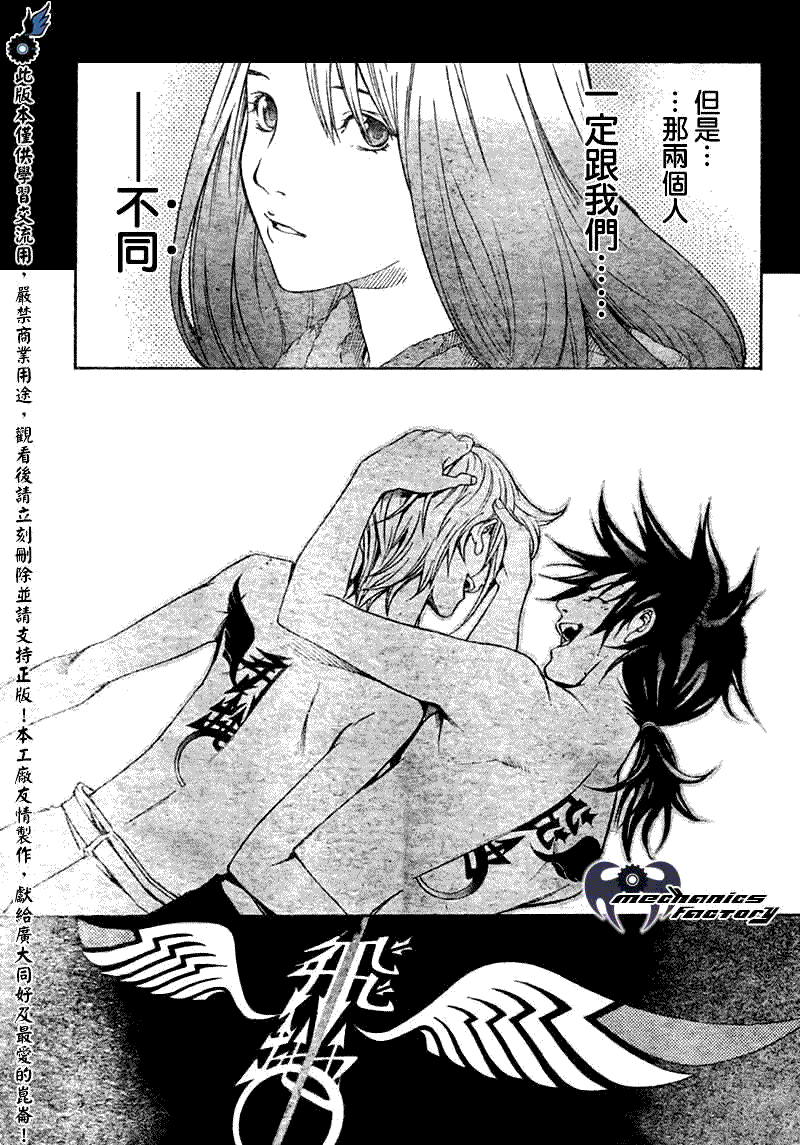 但是…
…那兩個人
一定跟我們……
——不同
此版本僅供學習交流用，嚴禁商業用途，觀看後請立刻刪除並請支持正版！本工廠友情製作，獻給廣大同好及最愛的崑崙！
mechanics
factory